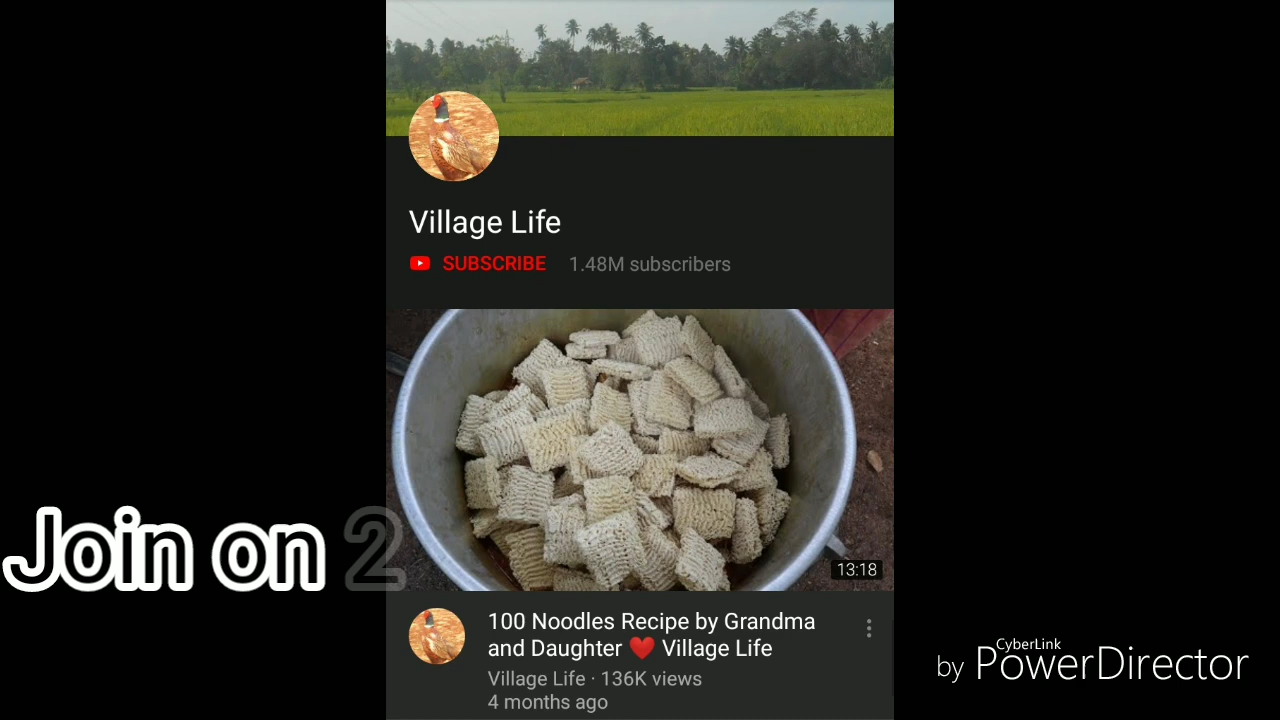 Village Life
SUBSCRIBE 1.48M subscribers
13:18
Join on 2
100 Noodles Recipe by Grandma
and Daughter ❤️ Village Life
Village Life · 136K views
4 months ago
CyberLink
by PowerDirector